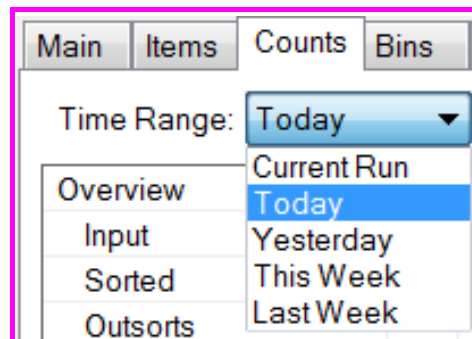 Main Items Counts Bins
Time Range: Today
Current Run
Overview Today
Input Yesterday
Sorted This Week
Outsorts Last Week